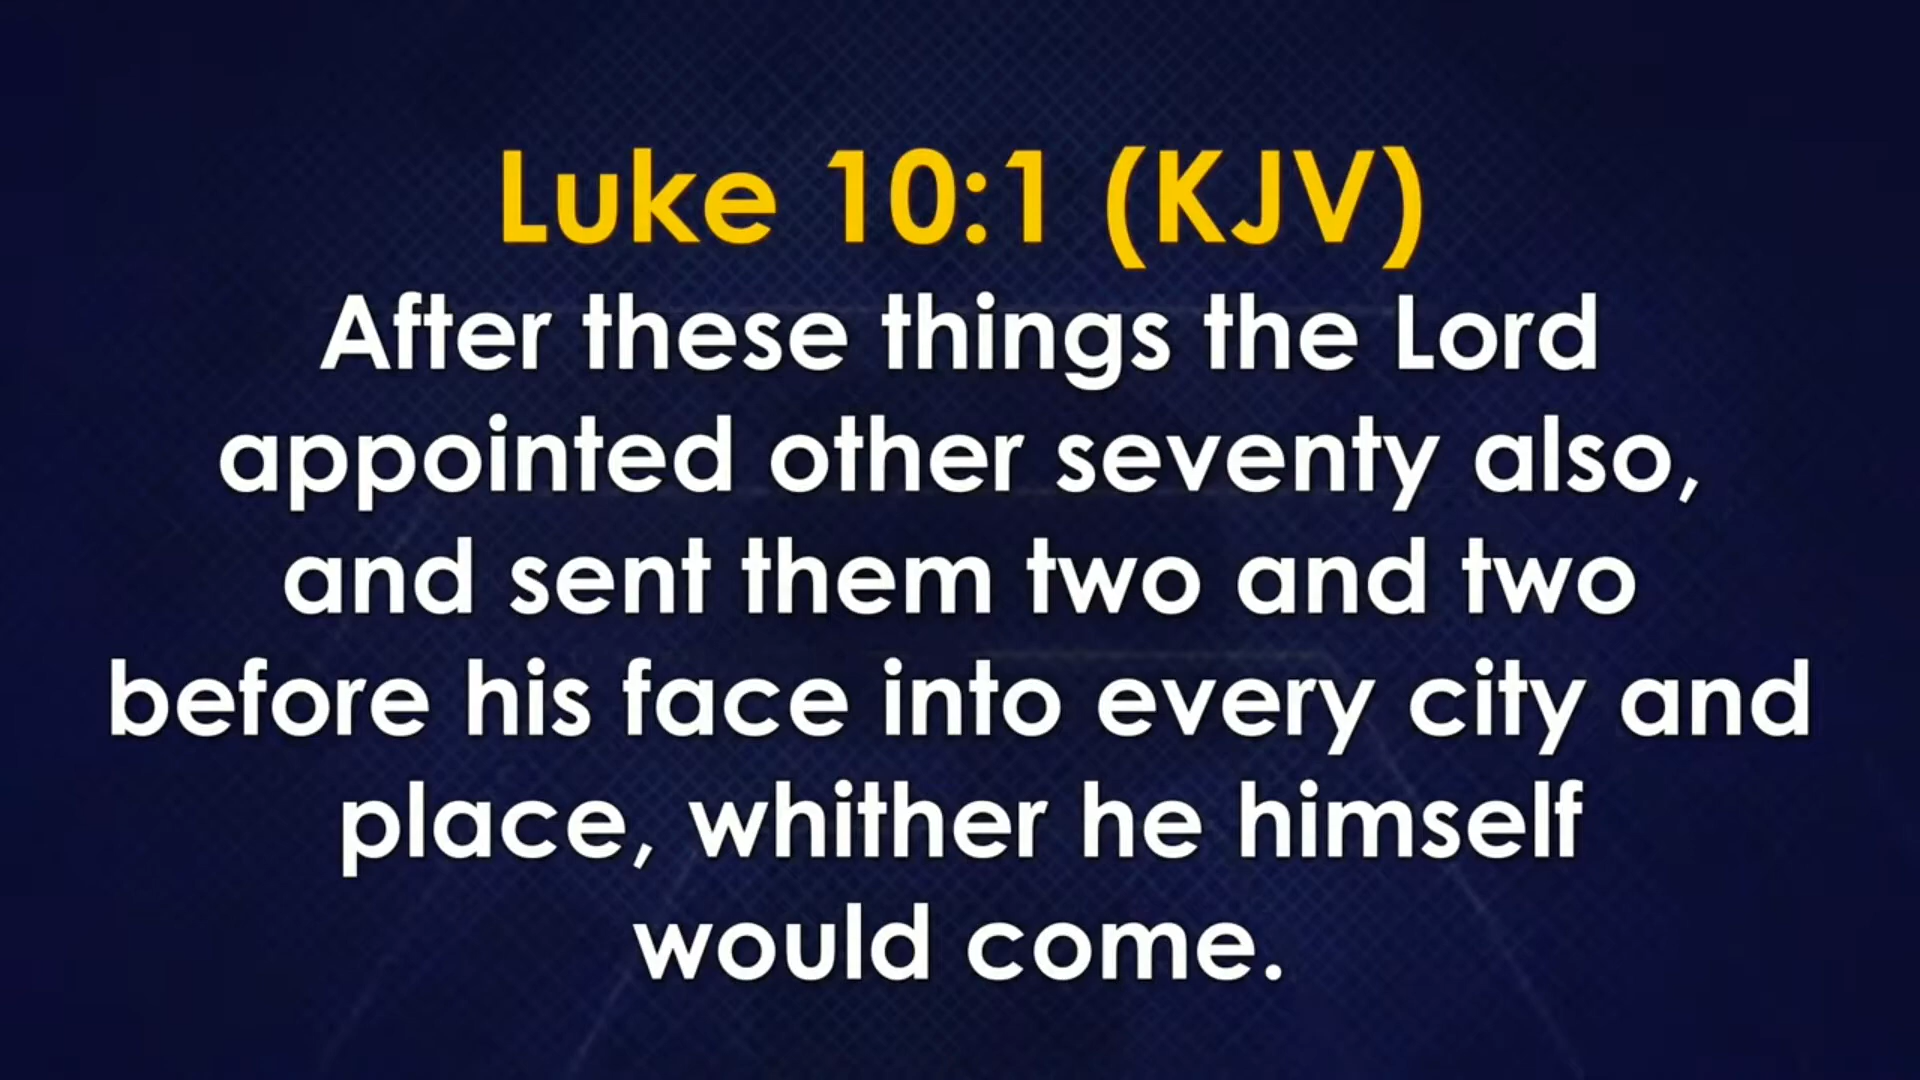 Luke 10:1 (KJV)
After these things the Lord
appointed other seventy also,
and sent them two and two
before his face into every city and
place, whither he himself
would come.